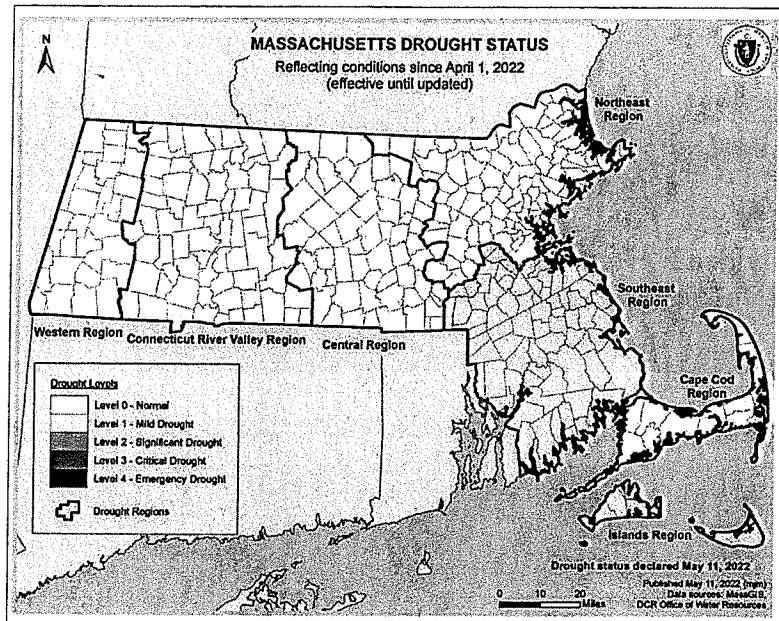 N
MASSACHUSETTS DROUGHT STATUS
Reflecting conditions since April 1, 2022
(effective until updated)
Northeast
Region
Southeast
Region
Western Region
Connecticut River Valley Region
Central Region
Cape Cod
Region
Drought Levels
Level 0 - Normal
Level 1 - Mild Drought
Level 2 - Significant Drought
Level 3 - Critical Drought
Level 4 - Emergency Drought
Drought Regions
Islands Region
Drought status declared May 11, 2022
Published May 11, 2022 (mm)
Data sources: MassGIS,
DCR Office of Water Resources
0 10 20
Miles